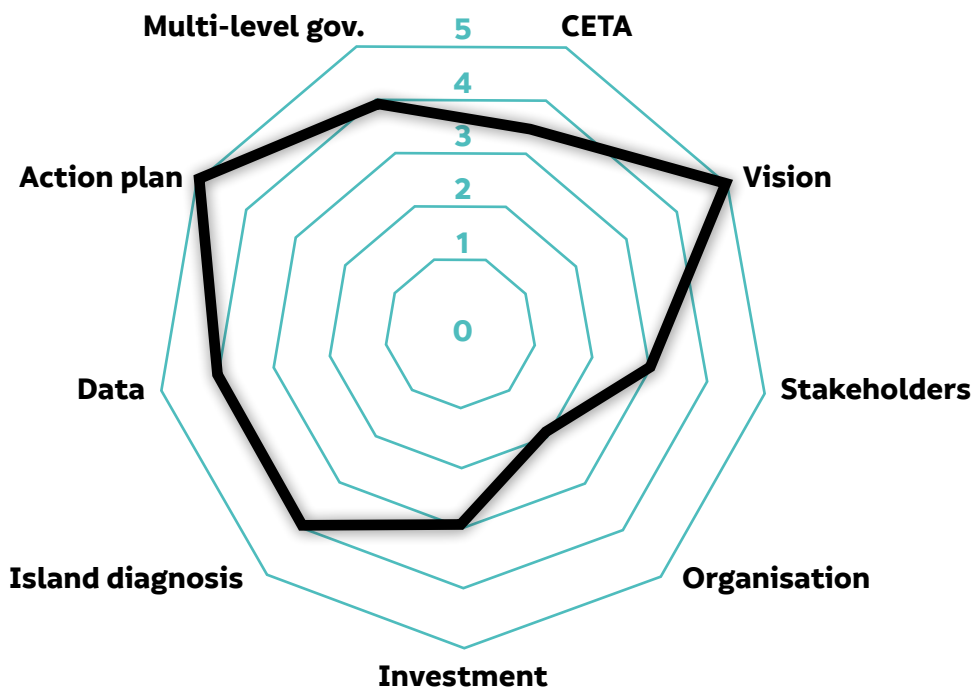 Multi-level gov.
CETA
5
4
3
2
1
0
Action plan
Vision
Data
Stakeholders
Island diagnosis
Organisation
Investment